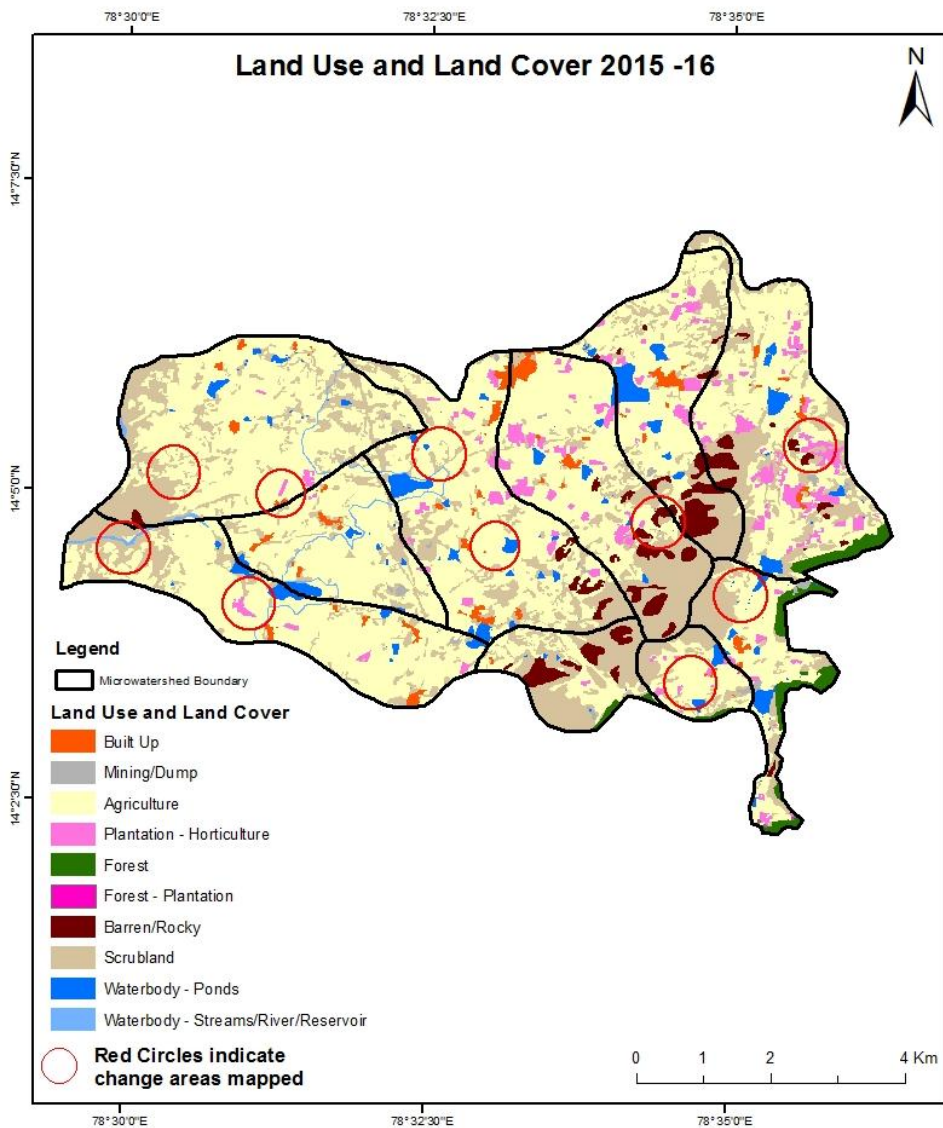 78°30'0"E 78°32'30"E 78°35'0"E
Land Use and Land Cover 2015 -16
N
14°7'30"N
14°5'0"N
14°2'30"N
Legend
Microwatershed Boundary
Land Use and Land Cover
Built Up
Mining/Dump
Agriculture
Plantation - Horticulture
Forest
Forest - Plantation
Barren/Rocky
Scrubland
Waterbody - Ponds
Waterbody - Streams/River/Reservoir
Red Circles indicate
change areas mapped
0 1 2 4 Km
78°30'0"E 78°32'30"E 78°35'0"E